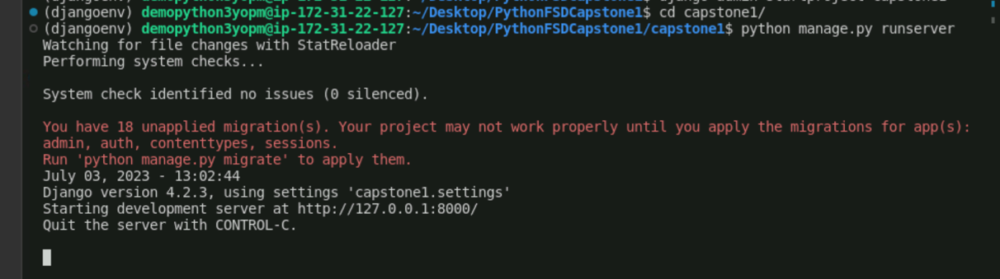 (djangoenv) demopython3yopm@ip-172-31-22-127:~/Desktop/PythonFSDCapstone1$ cd capstone1/
(djangoenv) demopython3yopm@ip-172-31-22-127:~/Desktop/PythonFSDCapstone1/capstone1$ python manage.py runserver
Watching for file changes with StatReloader
Performing system checks...
System check identified no issues (0 silenced).
You have 18 unapplied migration(s). Your project may not work properly until you apply the migrations for app(s):
admin, auth, contenttypes, sessions.
Run 'python manage.py migrate' to apply them.
July 03, 2023 - 13:02:44
Django version 4.2.3, using settings 'capstone1.settings'
Starting development server at http://127.0.0.1:8000/
Quit the server with CONTROL-C.